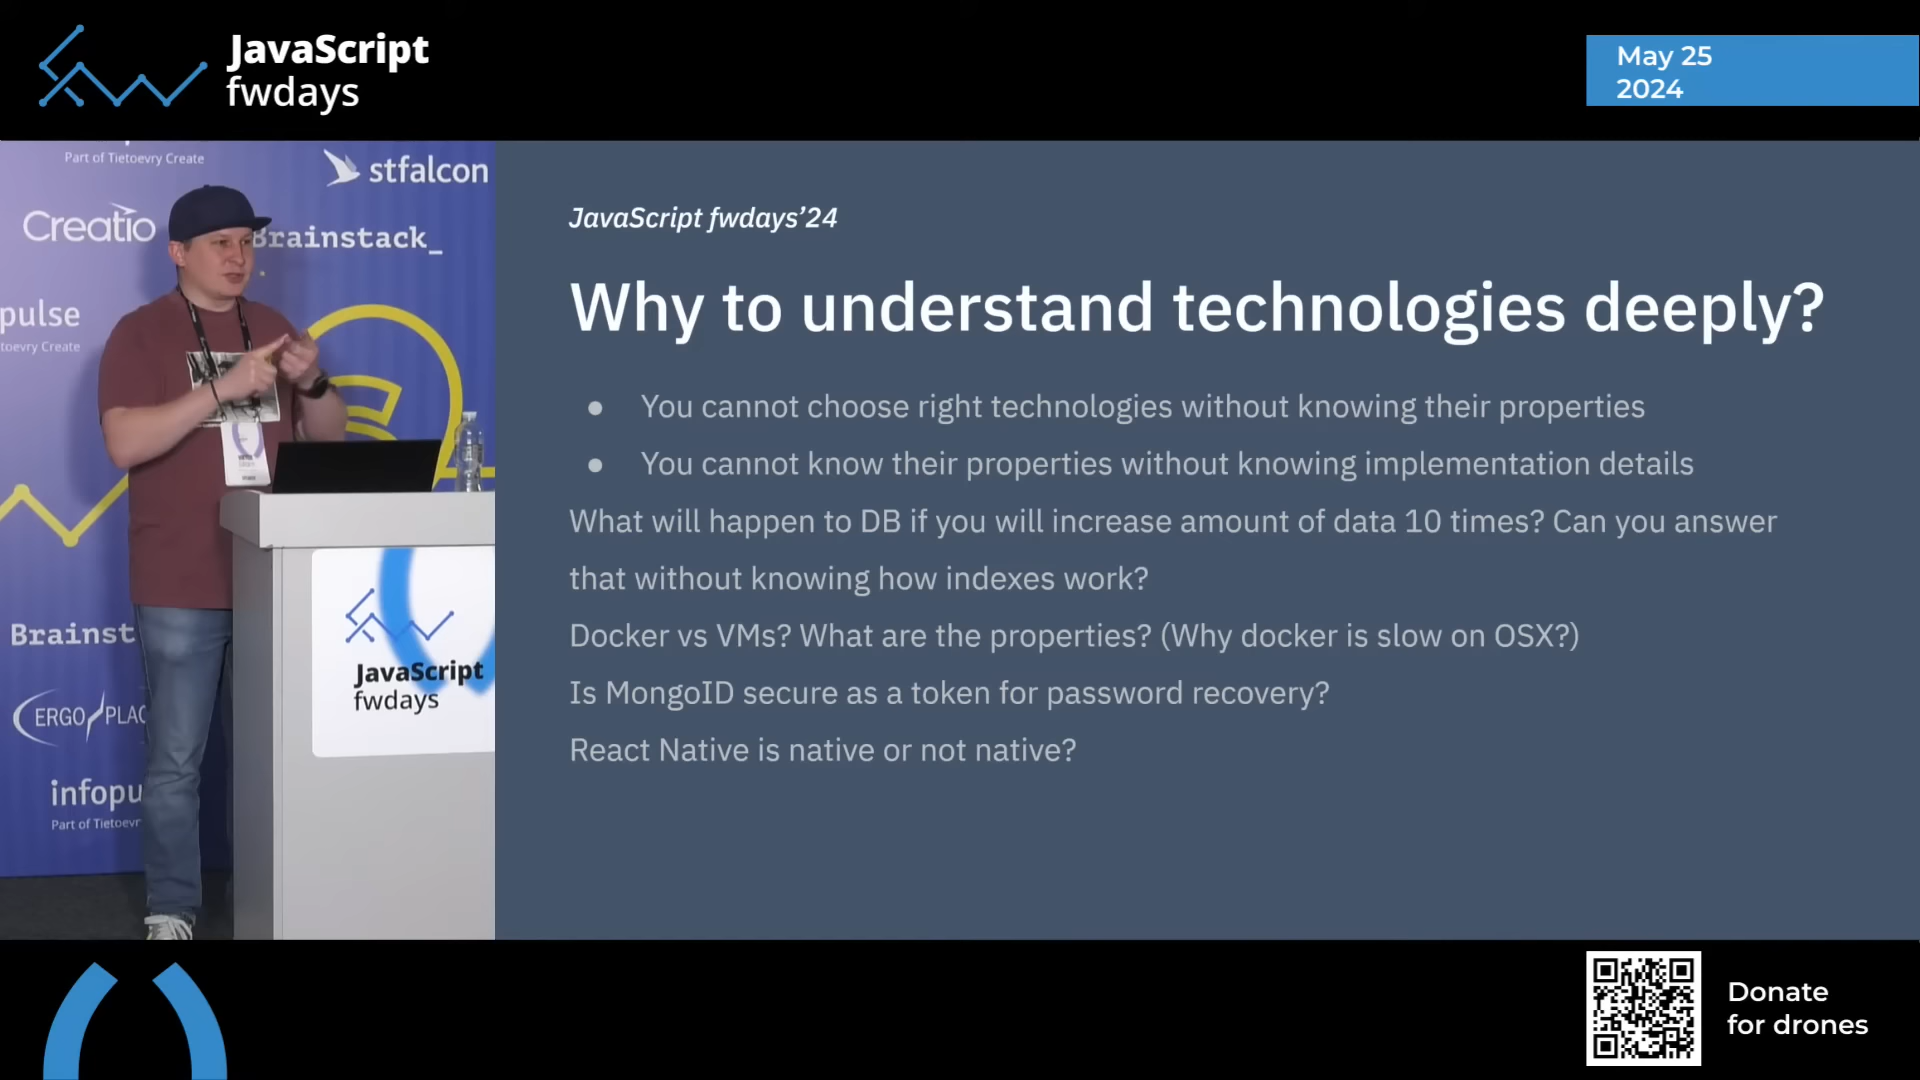 JavaScript
fwdays
May 25
2024
Part of Tietoevry Create
stfalcon
Creatio
Brainstack_
pulse
toevry Create
Brainst
ERGO PLAC
infopu
Part of Tietoevr
JavaScript
fwdays
JavaScript fwdays’24
Why to understand technologies deeply?
● You cannot choose right technologies without knowing their properties
● You cannot know their properties without knowing implementation details
What will happen to DB if you will increase amount of data 10 times? Can you answer
that without knowing how indexes work?
Docker vs VMs? What are the properties? (Why docker is slow on OSX?)
Is MongoID secure as a token for password recovery?
React Native is native or not native?
Donate
for drones